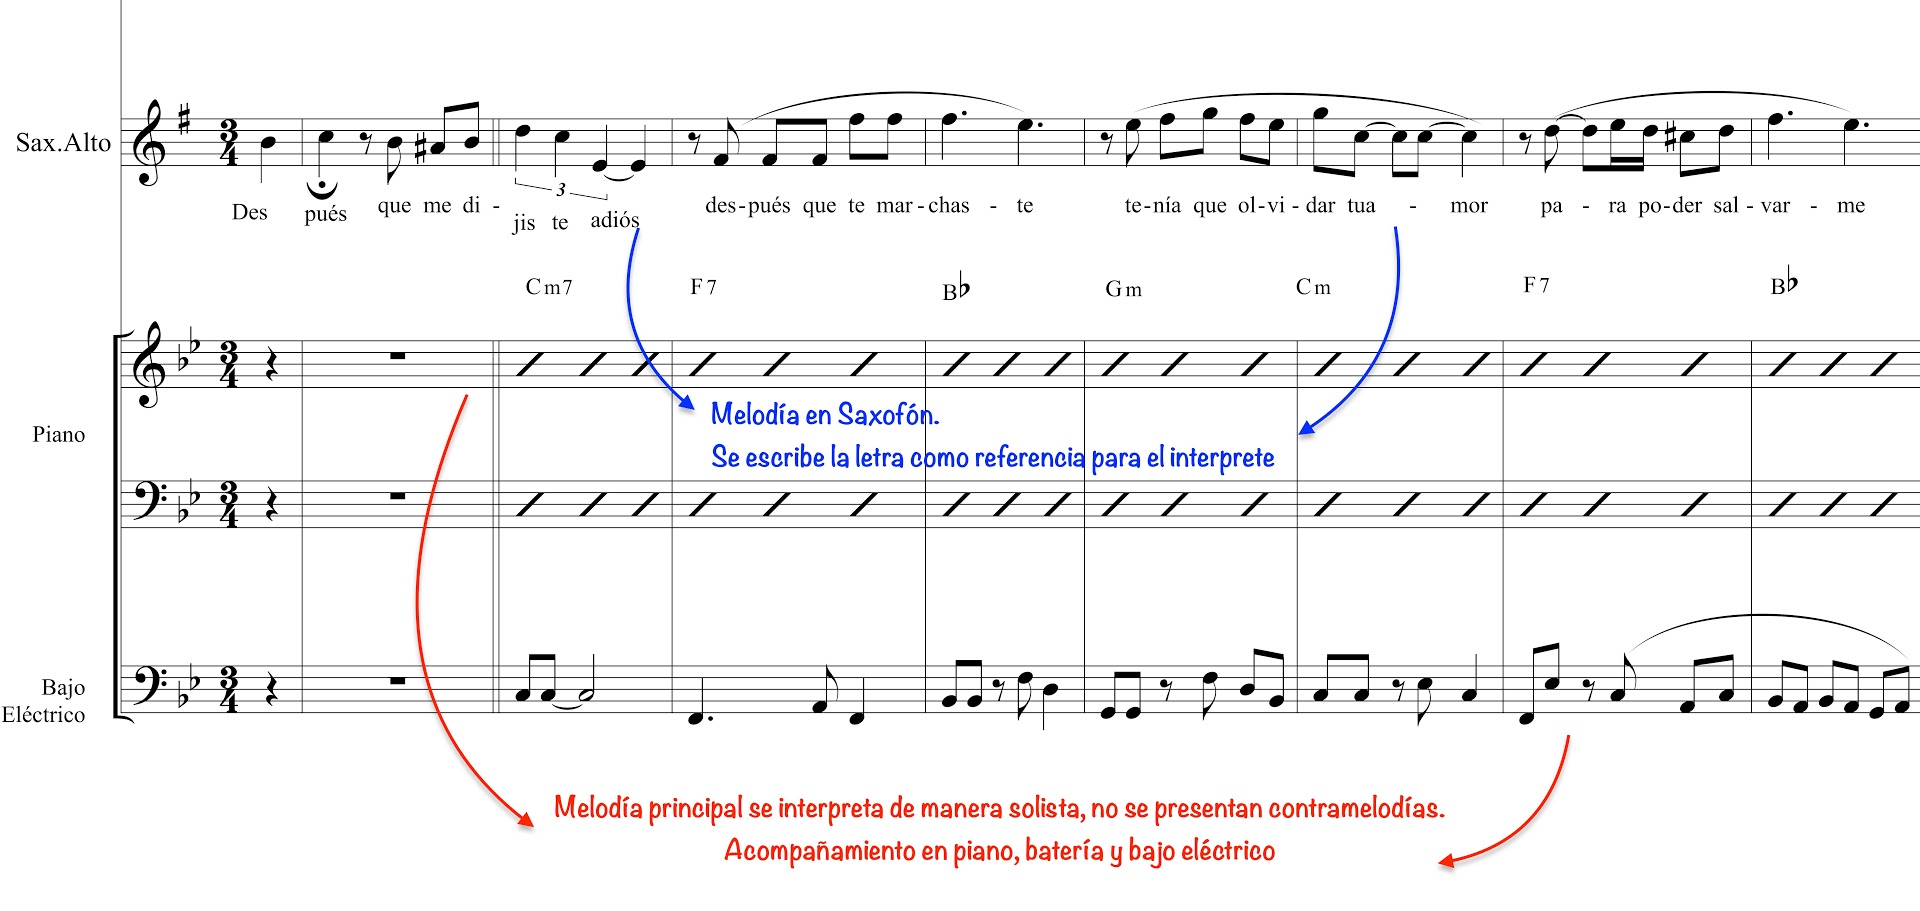 Sax.Alto
3 4
Des pués que me di - jis te adiós des - pués que te mar - chas - te te - nía que ol - vi - dar tua - mor pa - ra po - der sal - var - me
3
Cm7 F7 B♭ Gm Cm F7 B♭
Piano
3 4
Melodía en Saxofón.
Se escribe la letra como referencia para el interprete
3 4
Bajo
Eléctrico
3 4
Melodía principal se interpreta de manera solista, no se presentan contramelodías.
Acompañamiento en piano, batería y bajo eléctrico